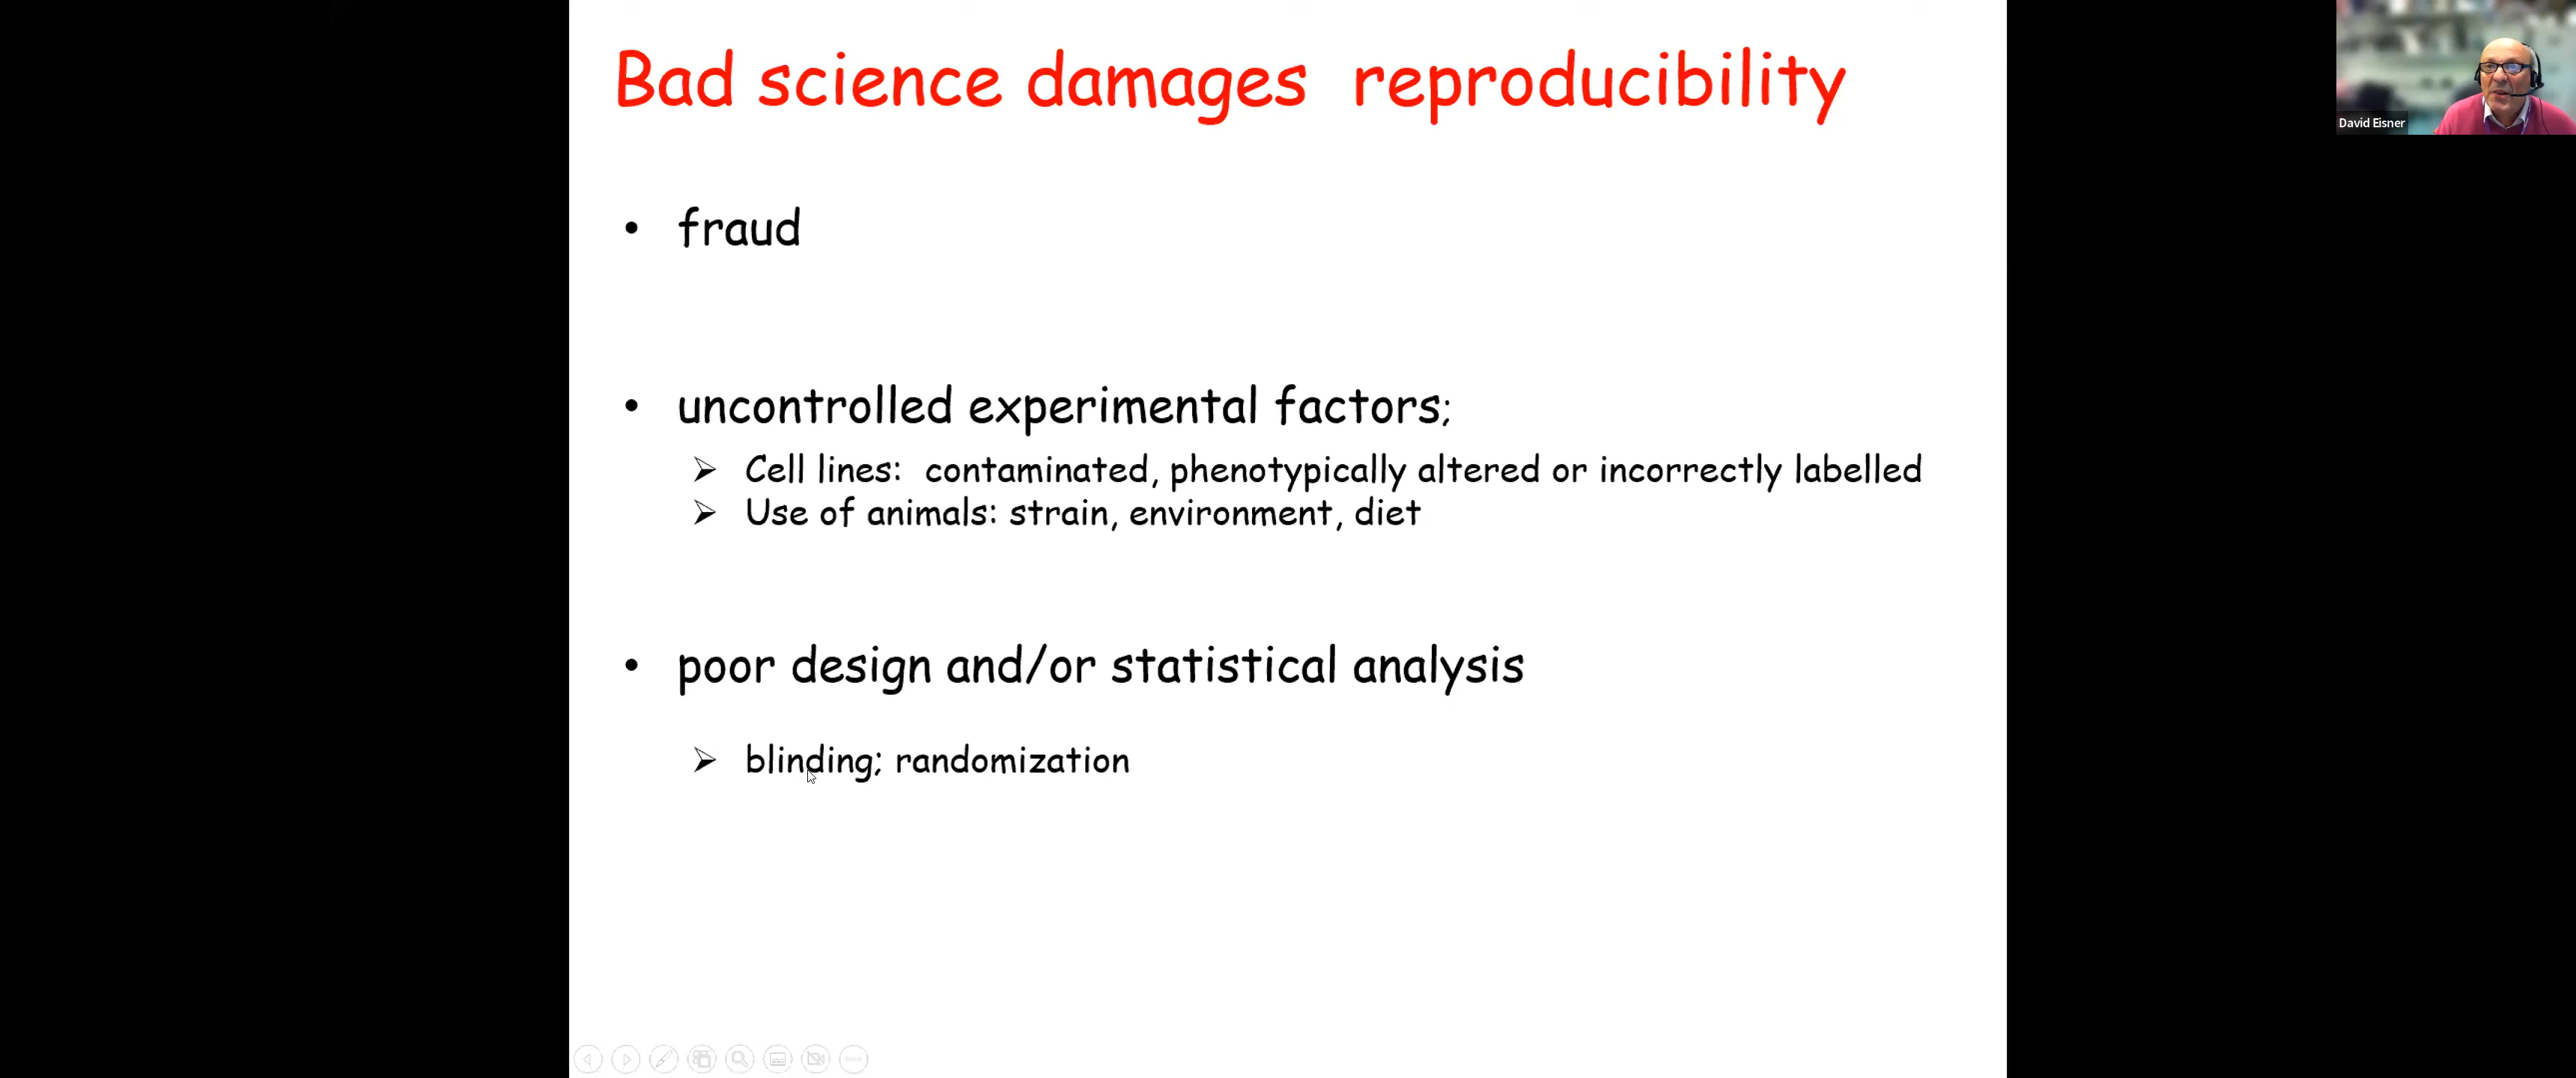 Bad science damages  reproducibility
David Eisner
• fraud
• uncontrolled experimental factors;
➢ Cell lines:  contaminated, phenotypically altered or incorrectly labelled
➢ Use of animals: strain, environment, diet
• poor design and/or statistical analysis
➢ blinding; randomization